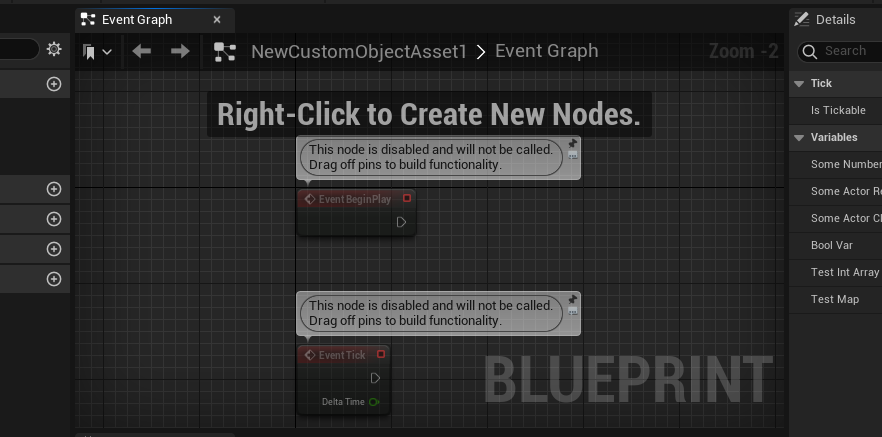 Event Graph
NewCustomObjectAsset1 > Event Graph
Zoom -2
Right-Click to Create New Nodes.
This node is disabled and will not be called.
Drag off pins to build functionality.
Event BeginPlay
This node is disabled and will not be called.
Drag off pins to build functionality.
Event Tick
Delta Time
BLUEPRINT
Details
Search
Tick
Is Tickable
Variables
Some Number
Some Actor
Some Actor
Bool Var
Test Int Array
Test Map